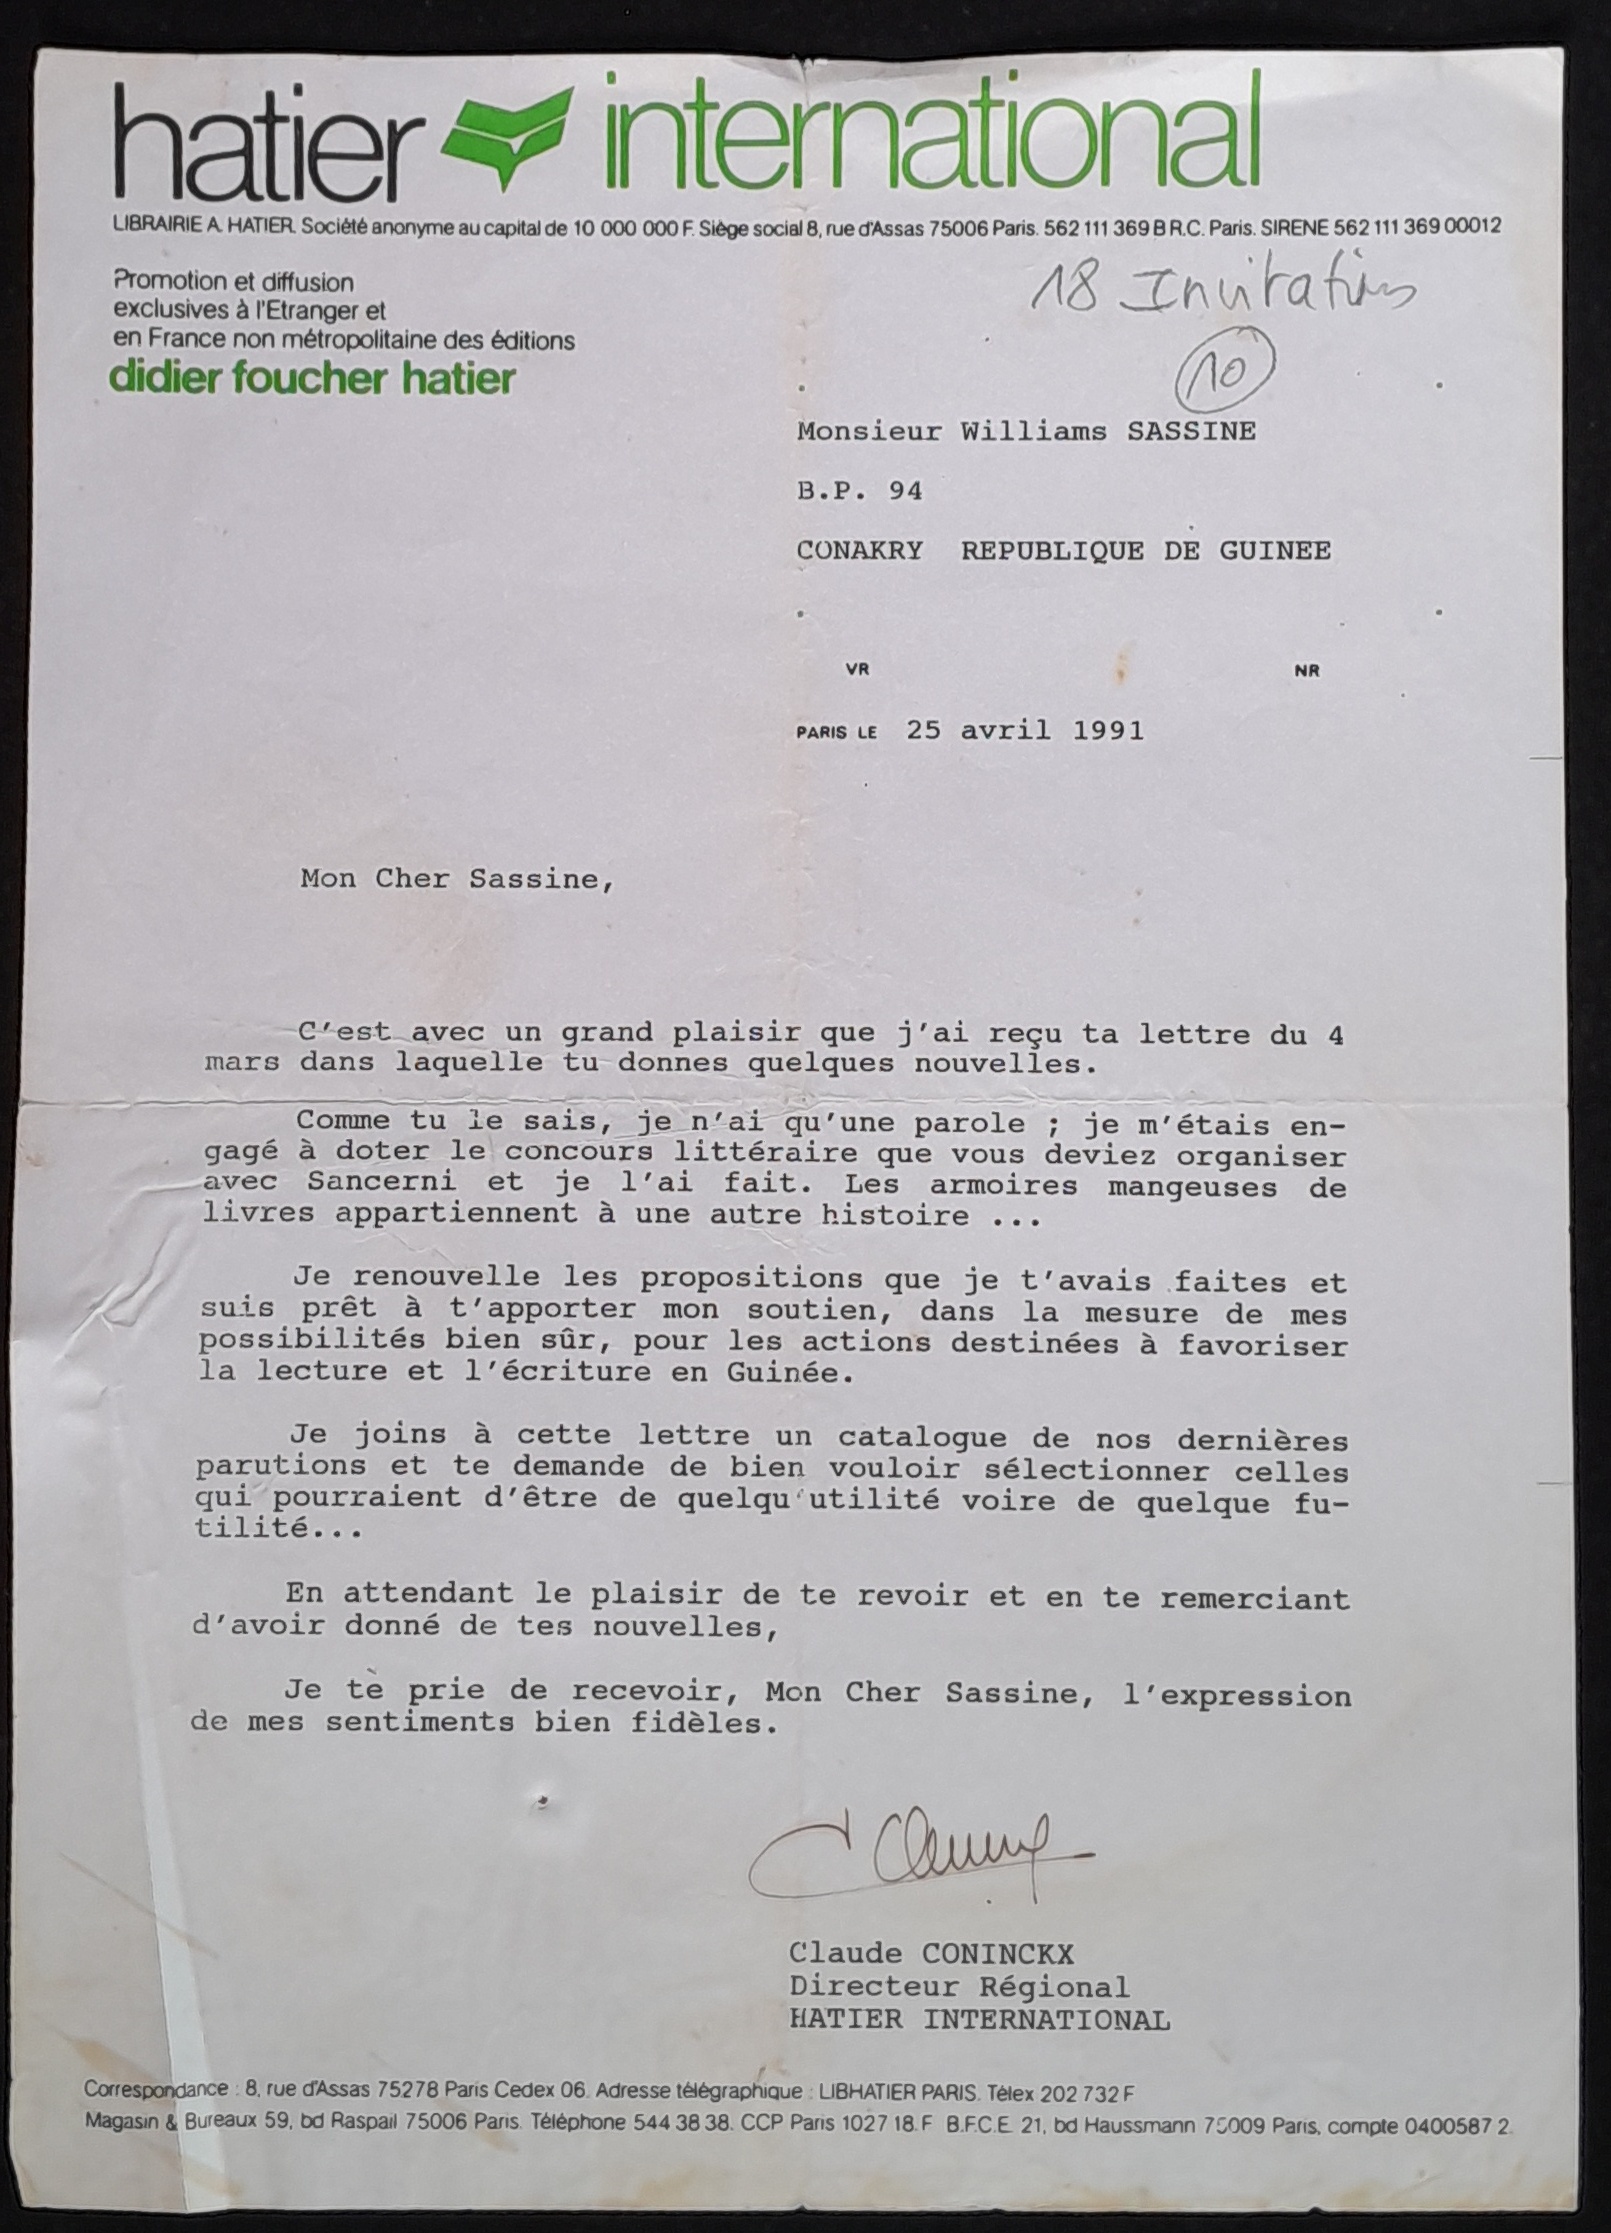 hatier international
LIBRAIRIE A. HATIER. Société anonyme au capital de 10 000 000 F. Siège social 8, rue d'Assas 75006 Paris. 562 111 369 B R.C. Paris. SIRENE 562 111 369 00012
18 Invitations
Promotion et diffusion
exclusives à l'Etranger et
en France non métropolitaine des éditions
didier foucher hatier
10
Monsieur Williams SASSINE
B.P. 94
CONAKRY REPUBLIQUE DE GUINEE
VR NR
PARIS LE 25 avril 1991
Mon Cher Sassine,
C'est avec un grand plaisir que j'ai reçu ta lettre du 4
mars dans laquelle tu donnes quelques nouvelles.
Comme tu le sais, je n'ai qu'une parole ; je m'étais en-
gagé à doter le concours littéraire que vous deviez organiser
avec Sancerni et je l'ai fait. Les armoires mangeuses de
livres appartiennent à une autre histoire ...
Je renouvelle les propositions que je t'avais faites et
suis prêt à t'apporter mon soutien, dans la mesure de mes
possibilités bien sûr, pour les actions destinées à favoriser
la lecture et l'écriture en Guinée.
Je joins à cette lettre un catalogue de nos dernières
parutions et te demande de bien vouloir sélectionner celles
qui pourraient d'être de quelqu'utilité voire de quelque fu-
tilité...
En attendant le plaisir de te revoir et en te remerciant
d'avoir donné de tes nouvelles,
Je te prie de recevoir, Mon Cher Sassine, l'expression
de mes sentiments bien fidèles.
Claude CONINCKX
Directeur Régional
HATIER INTERNATIONAL
Correspondance : 8, rue d'Assas 75278 Paris Cedex 06. Adresse télégraphique : LIBHATIER PARIS. Télex 202 732 F
Magasin & Bureaux 59, bd Raspail 75006 Paris. Téléphone 544 38 38. CCP Paris 1027 18 F B.F.C.E. 21, bd Haussmann 75009 Paris, compte 0400587 2.